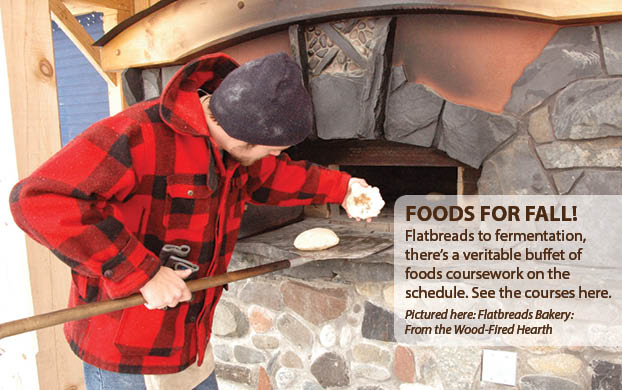 FOODS FOR FALL!
Flatbreads to fermentation,
there's a veritable buffet of
foods coursework on the
schedule. See the courses here.
Pictured here: Flatbreads Bakery:
From the Wood-Fired Hearth